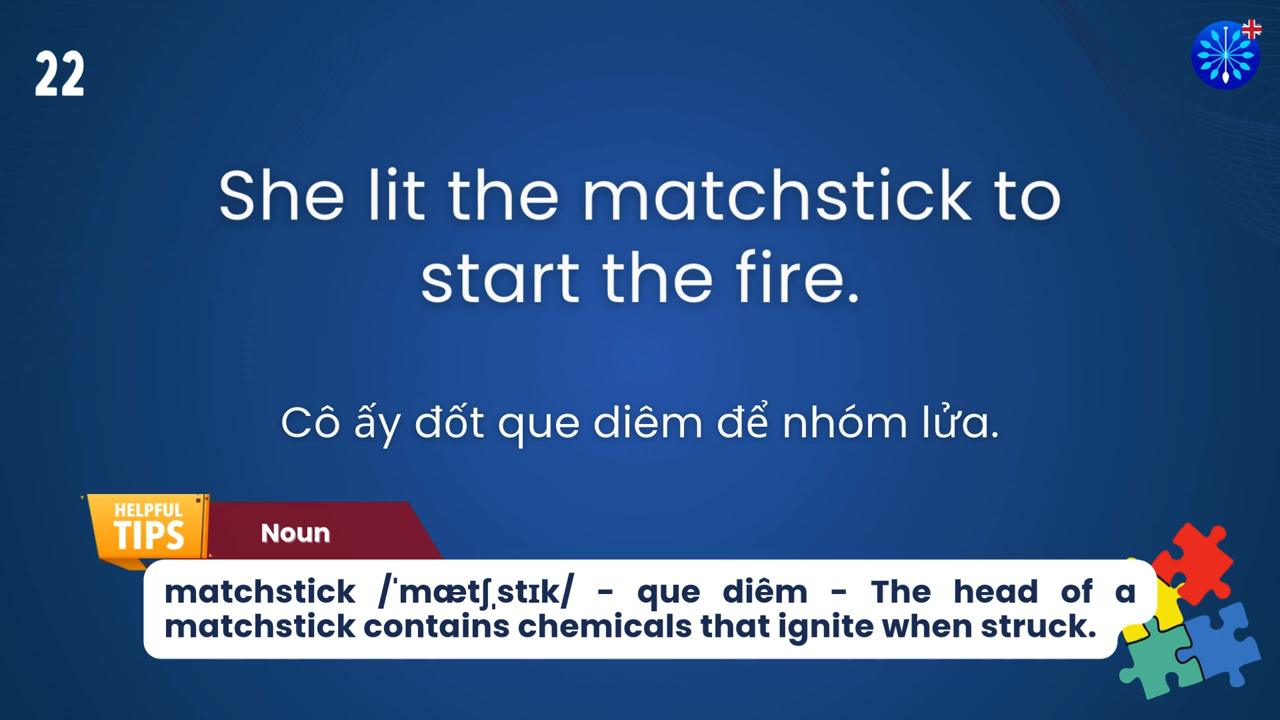 22
She lit the matchstick to
start the fire.
Cô ấy đốt que diêm để nhóm lửa.
HELPFUL
TIPS
Noun
matchstick /ˈmætʃˌstɪk/ - que diêm - The head of a
matchstick contains chemicals that ignite when struck.